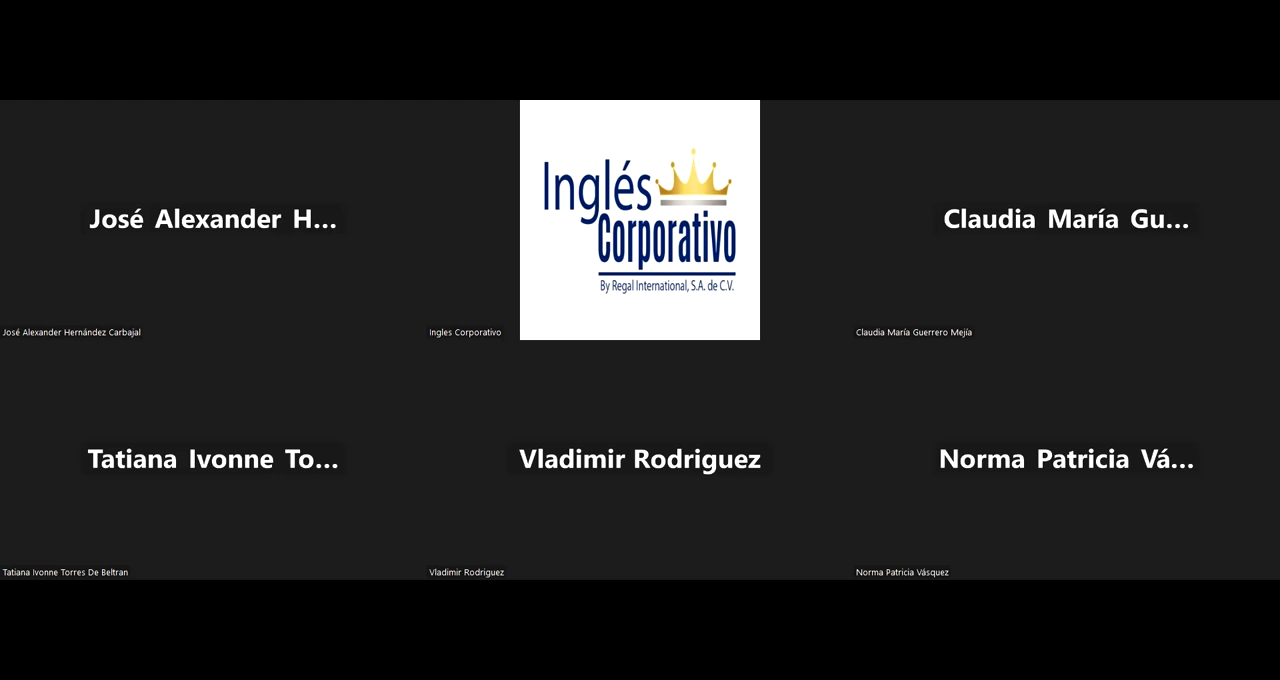 José Alexander H...
Inglés
Corporativo
By Regal International, S.A. de C.V.
Claudia María Gu...
José Alexander Hernández Carbajal
Ingles Corporativo
Claudia María Guerrero Mejía
Tatiana Ivonne To...
Vladimir Rodriguez
Norma Patricia Vá...
Tatiana Ivonne Torres De Beltran
Vladimir Rodriguez
Norma Patricia Vásquez